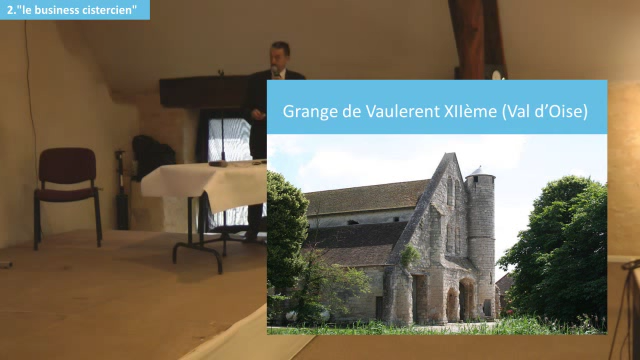 2."le business cistercien"
Grange de Vaulerent XIIème (Val d'Oise)